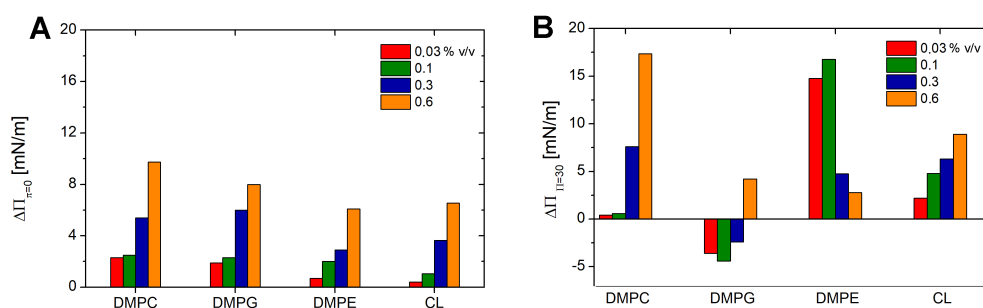 A
20
16
12
8
4
0
ΔΠπ=0 [mN/m]
0,03 % v/v
0.1
0.3
0.6
DMPC DMPG DMPE CL
B
20
15
10
5
0
-5
ΔΠ Π=30 [mN/m]
0,03 % v/v
0.1
0.3
0.6
DMPC DMPG DMPE CL